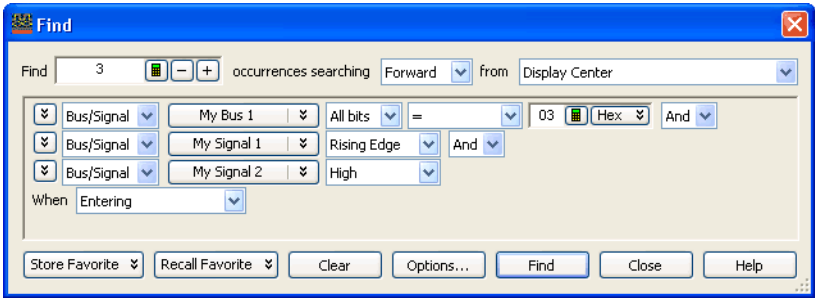 Find
Find 3 − + occurrences searching Forward from Display Center
Bus/Signal My Bus 1 All bits = 03 Hex And
Bus/Signal My Signal 1 Rising Edge And
Bus/Signal My Signal 2 High
When Entering
Store Favorite Recall Favorite Clear Options... Find Close Help